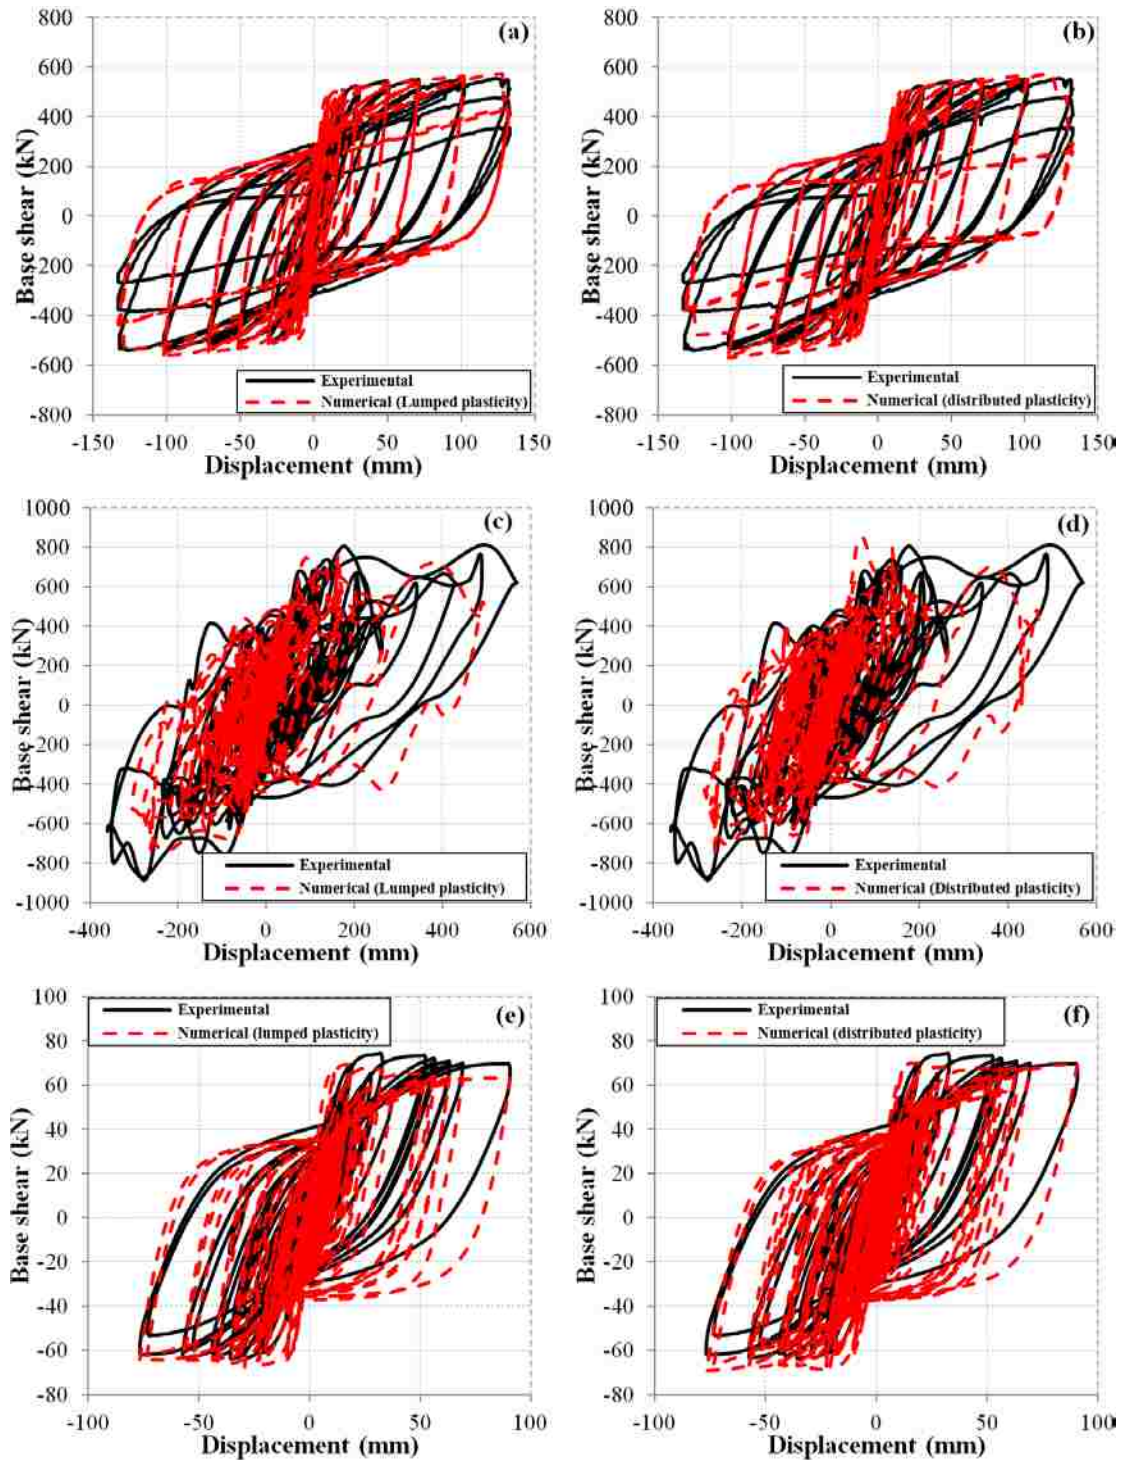 (a)
800
600
400
200
0
-200
-400
-600
-800
Base shear (kN)
Experimental
Numerical (Lumped plasticity)
-150 -100 -50 0 50 100 150
Displacement (mm)
(b)
800
600
400
200
0
-200
-400
-600
-800
Base shear (kN)
Experimental
Numerical (distributed plasticity)
-150 -100 -50 0 50 100 150
Displacement (mm)
(c)
1000
800
600
400
200
0
-200
-400
-600
-800
-1000
Base shear (kN)
Experimental
Numerical (Lumped plasticity)
-400 -200 0 200 400 600
Displacement (mm)
(d)
1000
800
600
400
200
0
-200
-400
-600
-800
-1000
Base shear (kN)
Experimental
Numerical (Distributed plasticity)
-400 -200 0 200 400 600
Displacement (mm)
Experimental
Numerical (lumped plasticity)
(e)
100
80
60
40
20
0
-20
-40
-60
-80
Base shear (kN)
-100 -50 0 50 100
Displacement (mm)
Experimental
Numerical (distributed plasticity)
(f)
100
80
60
40
20
0
-20
-40
-60
-80
Base shear (kN)
-100 -50 0 50 100
Displacement (mm)